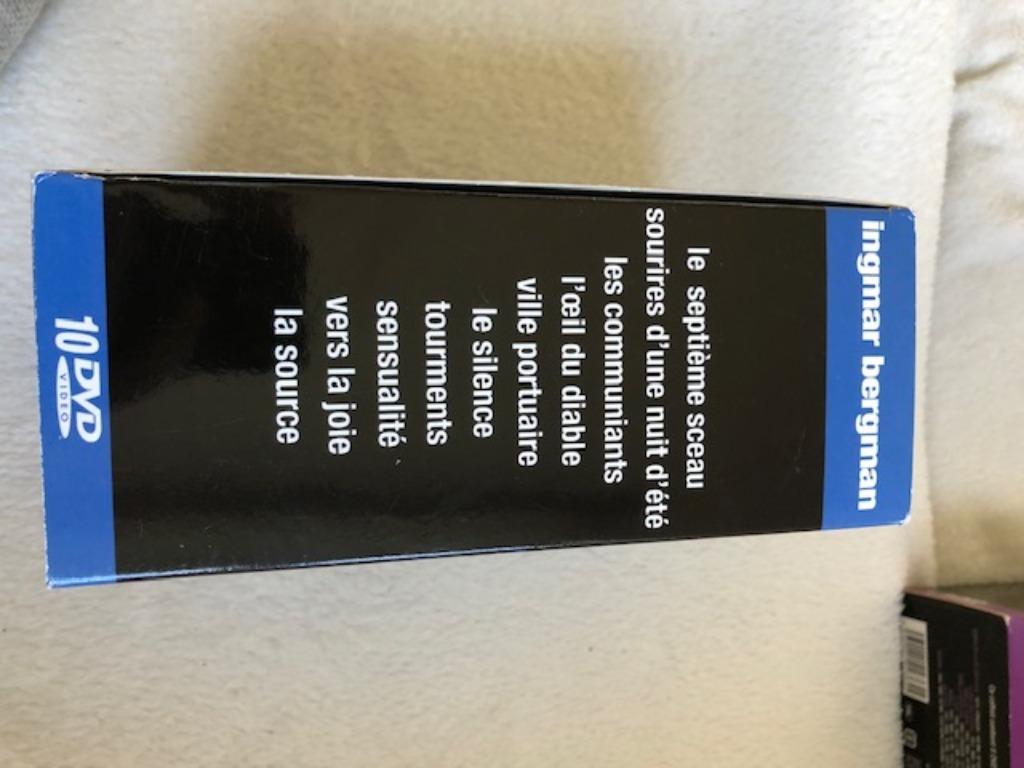 ingmar bergman
le septième sceau
sourires d'une nuit d'été
les communiants
l'œil du diable
ville portuaire
le silence
tourments
sensualité
vers la joie
la source
10 DVD
VIDEO